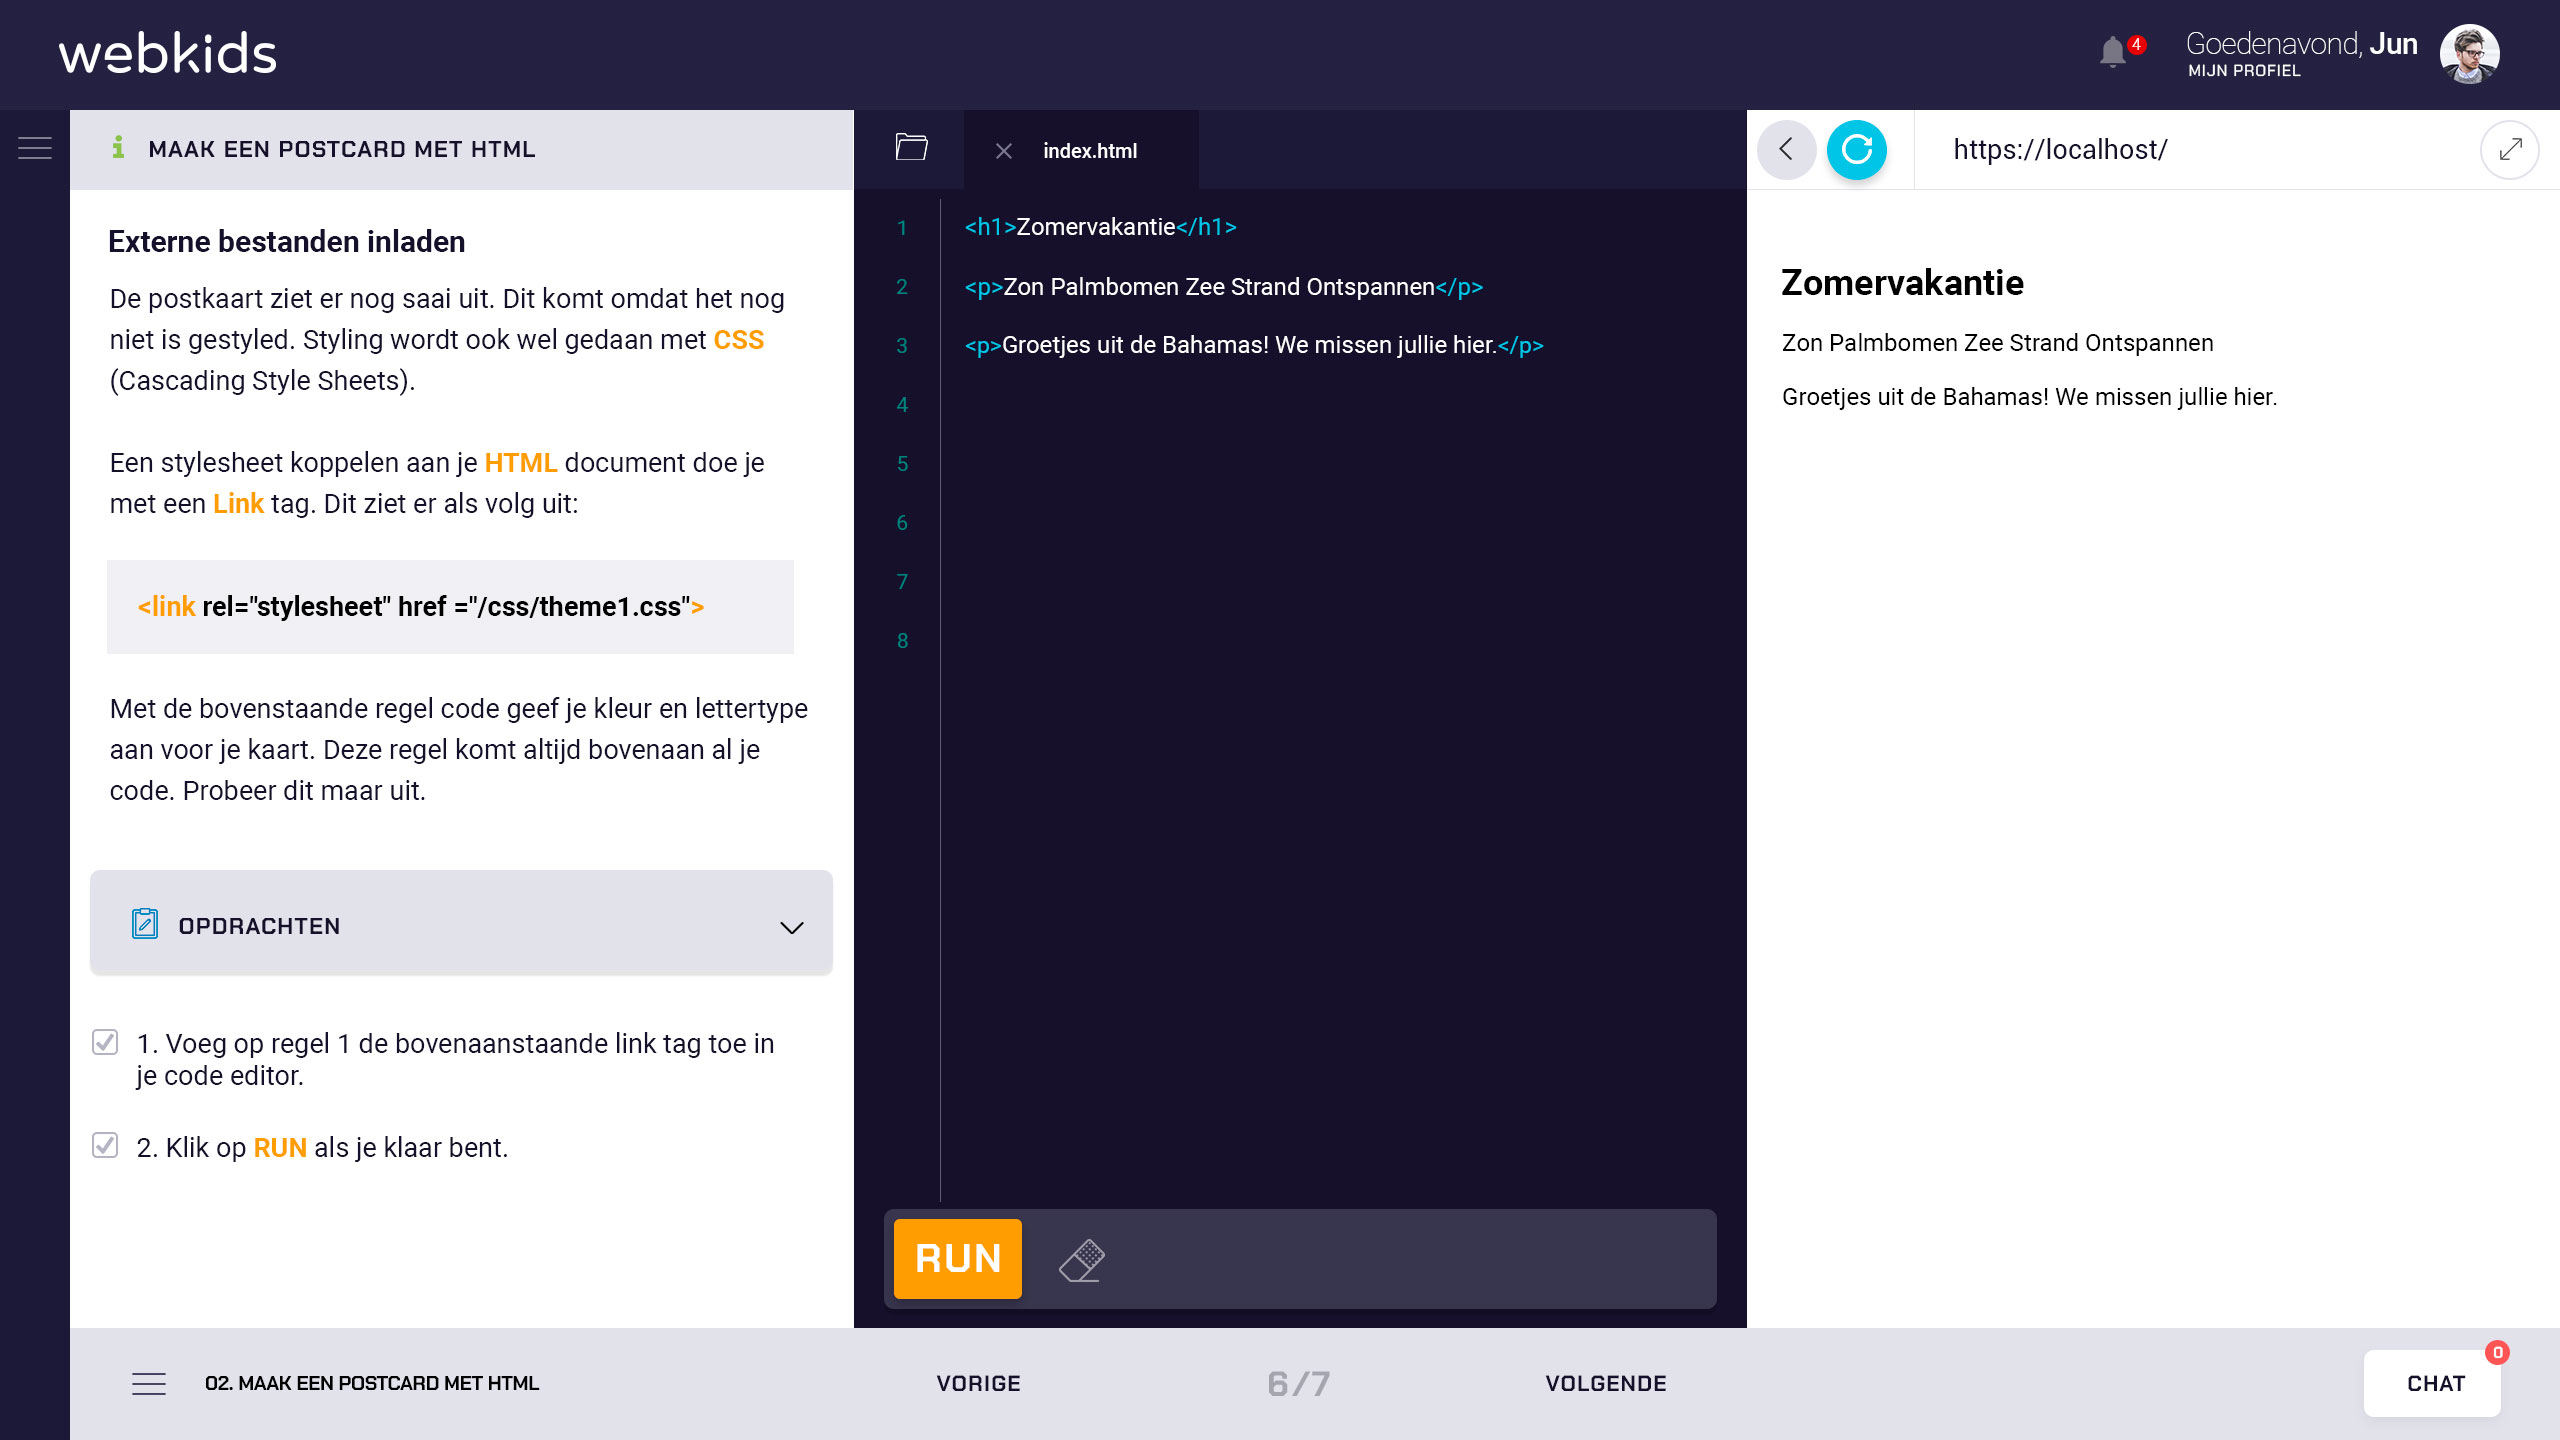 webkids
4
Goedenavond, Jun
MIJN PROFIEL
MAAK EEN POSTCARD MET HTML
Externe bestanden inladen
De postkaart ziet er nog saai uit. Dit komt omdat het nog
niet is gestyled. Styling wordt ook wel gedaan met CSS
(Cascading Style Sheets).
Een stylesheet koppelen aan je HTML document doe je
met een Link tag. Dit ziet er als volg uit:
<link rel="stylesheet" href ="/css/theme1.css">
Met de bovenstaande regel code geef je kleur en lettertype
aan voor je kaart. Deze regel komt altijd bovenaan al je
code. Probeer dit maar uit.
OPDRACHTEN
1. Voeg op regel 1 de bovenaanstaande link tag toe in
je code editor.
2. Klik op RUN als je klaar bent.
index.html
1 <h1>Zomervakantie</h1>
2 <p>Zon Palmbomen Zee Strand Ontspannen</p>
3 <p>Groetjes uit de Bahamas! We missen jullie hier.</p>
4
5
6
7
8
RUN
https://localhost/
Zomervakantie
Zon Palmbomen Zee Strand Ontspannen
Groetjes uit de Bahamas! We missen jullie hier.
02. MAAK EEN POSTCARD MET HTML
VORIGE
6/7
VOLGENDE
CHAT
0